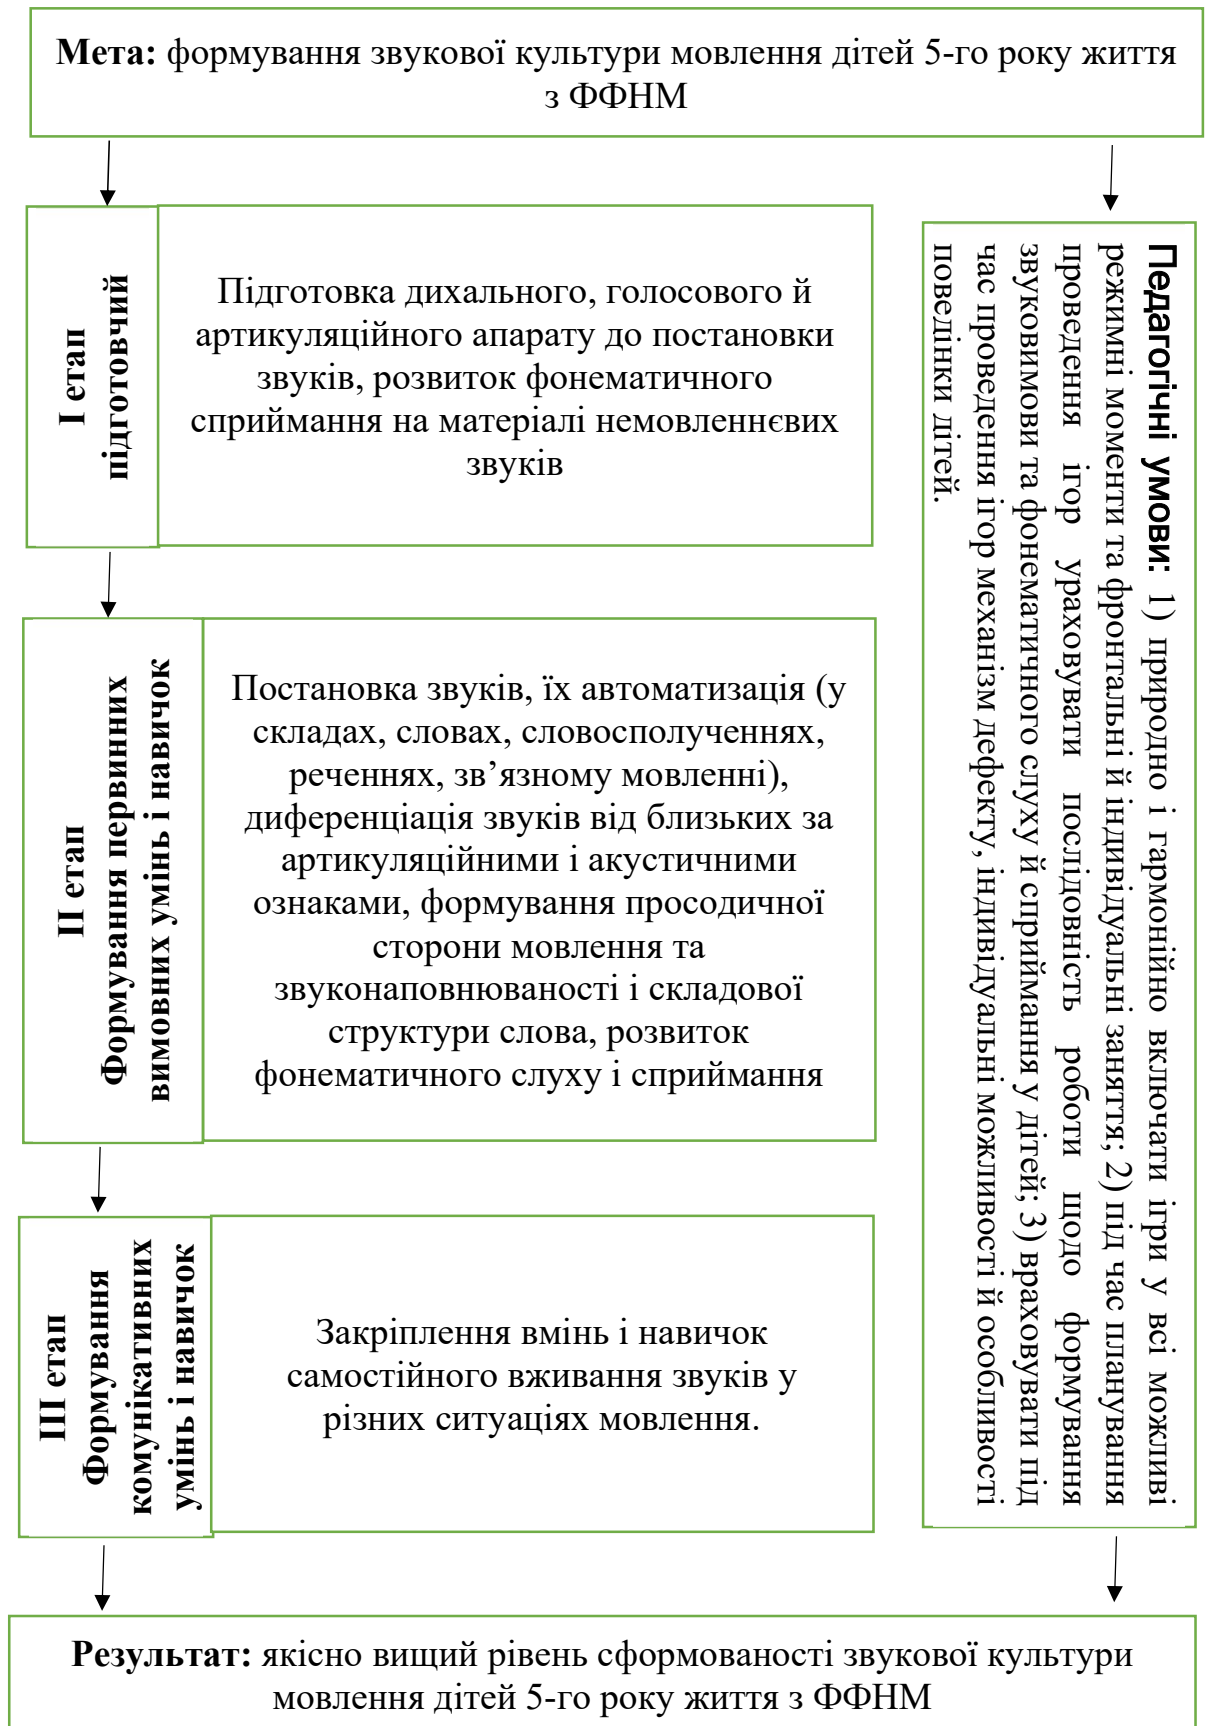 Мета: формування звукової культури мовлення дітей 5-го року життя
з ФФНМ
І етап
підготовчий
Підготовка дихального, голосового й
артикуляційного апарату до постановки
звуків, розвиток фонематичного
сприймання на матеріалі немовленнєвих
звуків
ІІ етап
Формування первинних
вимовних умінь і навичок
Постановка звуків, їх автоматизація (у
складах, словах, словосполученнях,
реченнях, зв’язному мовленні),
диференціація звуків від близьких за
артикуляційними і акустичними
ознаками, формування просодичної
сторони мовлення та
звуконаповнюваності і складової
структури слова, розвиток
фонематичного слуху і сприймання
ІІІ етап
Формування
комунікативних
умінь і навичок
Закріплення вмінь і навичок
самостійного вживання звуків у
різних ситуаціях мовлення.
Педагогічні умови: 1) природно і гармонійно включати ігри у всі можливі
режимні моменти та фронтальні й індивідуальні заняття; 2) під час планування
проведення ігор ураховувати послідовність роботи щодо формування
звуковимови та фонематичного слуху й сприймання у дітей; 3) враховувати під
час проведення ігор механізм дефекту, індивідуальні можливості й особливості
поведінки дітей.
Результат: якісно вищий рівень сформованості звукової культури
мовлення дітей 5-го року життя з ФФНМ